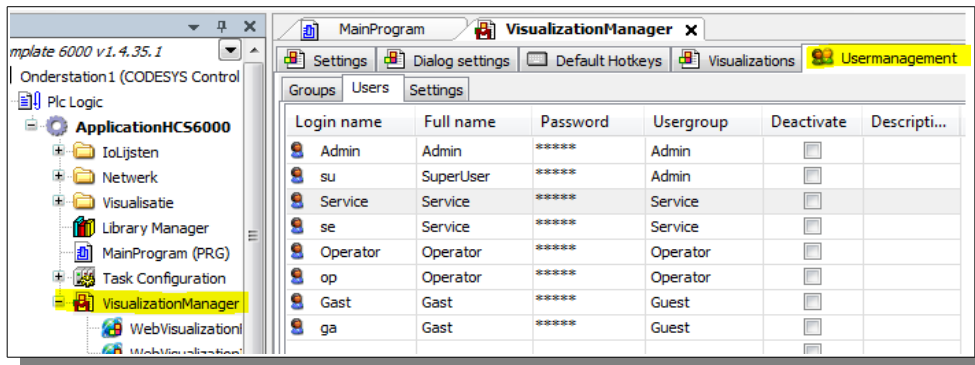 MainProgram VisualizationManager
mplate 6000 v1.4.35.1
Settings Dialog settings Default Hotkeys Visualizations Usermanagement
Onderstation1 (CODESYS Control
Groups Users Settings
Plc Logic
ApplicationHCS6000
IoLijsten
Netwerk
Visualisatie
Library Manager
MainProgram (PRG)
Task Configuration
VisualizationManager
WebVisualizationI
WebVisualization
Login name Full name Password Usergroup Deactivate Descripti...
Admin Admin ***** Admin
su SuperUser ***** Admin
Service Service ***** Service
se Service ***** Service
Operator Operator ***** Operator
op Operator ***** Operator
Gast Gast ***** Guest
ga Gast ***** Guest